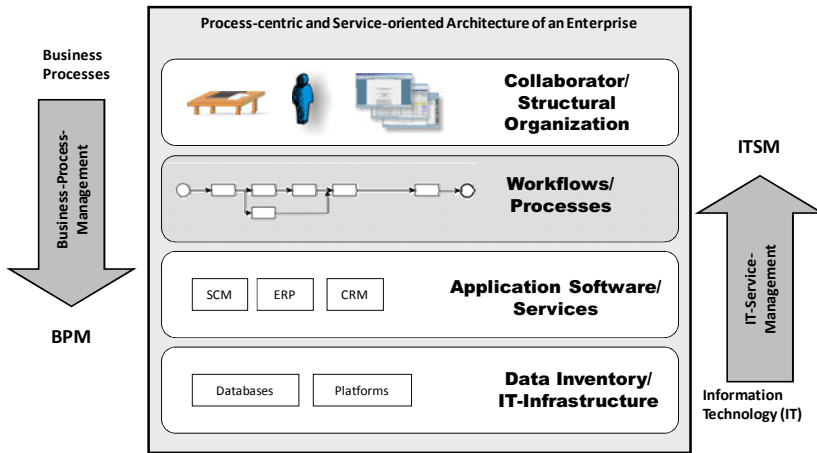 Process-centric and Service-oriented Architecture of an Enterprise
Business
Processes
Business-Process-
Management
BPM
Collaborator/
Structural
Organization
Workflows/
Processes
SCM
ERP
CRM
Application Software/
Services
Databases
Platforms
Data Inventory/
IT-Infrastructure
ITSM
IT-Service-
Management
Information
Technology (IT)